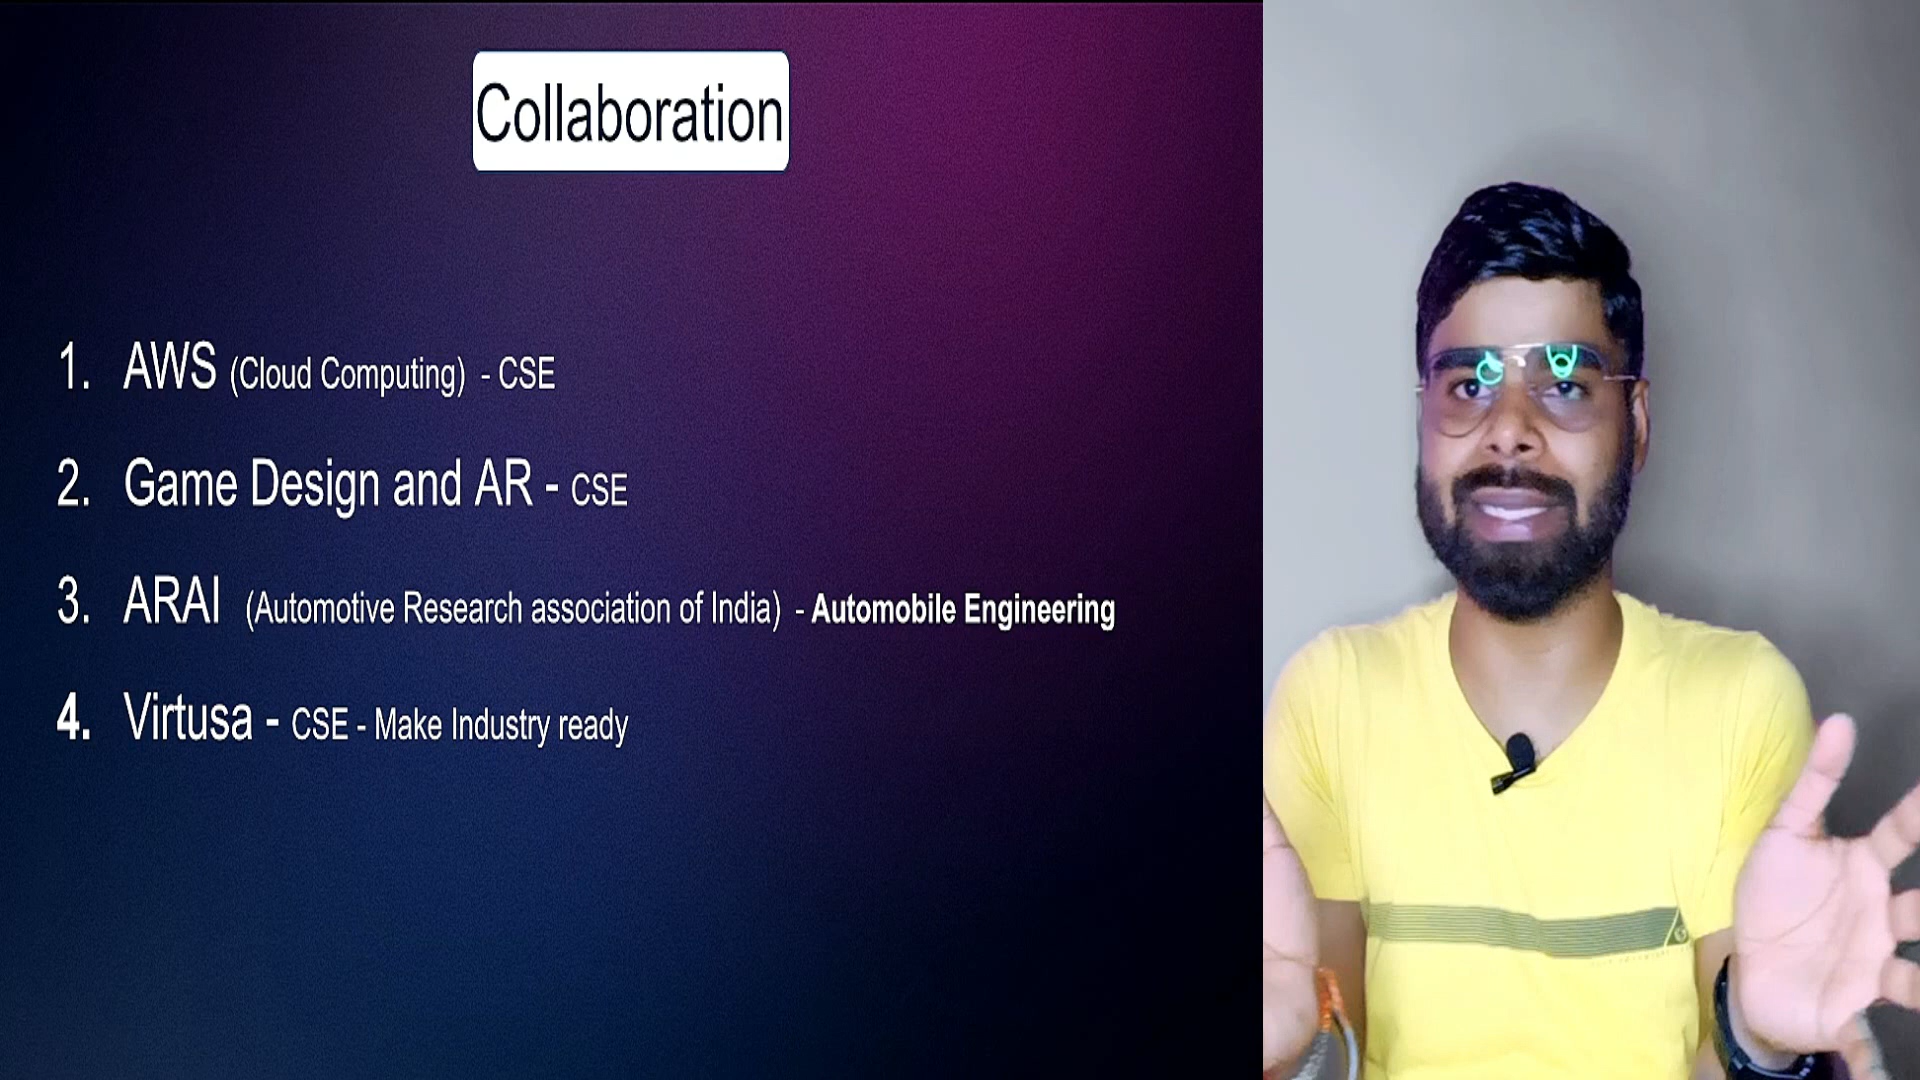 Collaboration
1. AWS (Cloud Computing) - CSE
2. Game Design and AR - CSE
3. ARAI (Automotive Research association of India) - Automobile Engineering
4. Virtusa - CSE - Make Industry ready